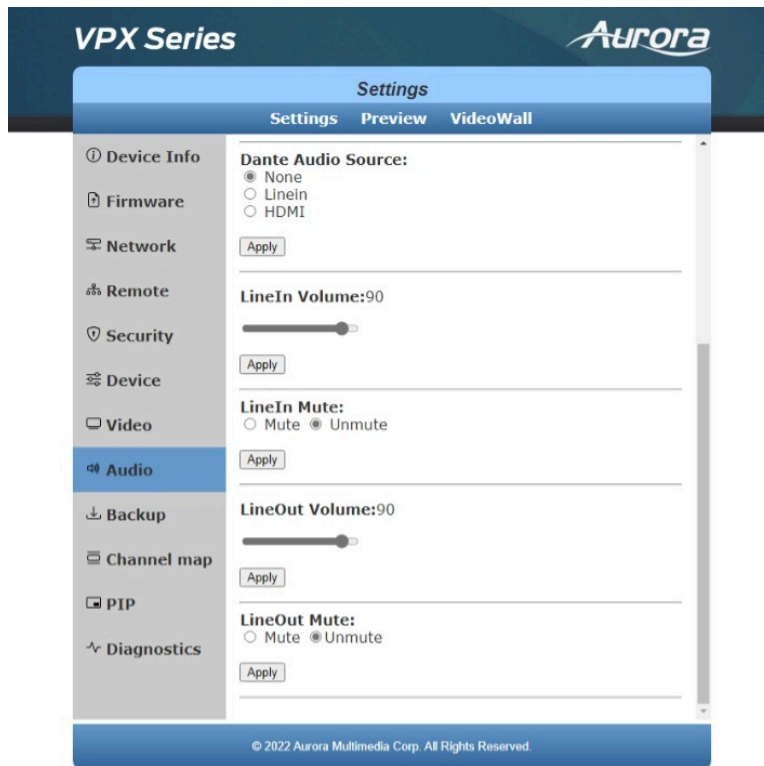 VPX Series
Aurora
Settings
Settings Preview VideoWall
Device Info
Firmware
Network
Remote
Security
Device
Video
Audio
Backup
Channel map
PIP
Diagnostics
Dante Audio Source:
None
Linein
HDMI
Apply
LineIn Volume:90
Apply
LineIn Mute:
Mute Unmute
Apply
LineOut Volume:90
Apply
LineOut Mute:
Mute Unmute
Apply
© 2022 Aurora Multimedia Corp. All Rights Reserved.